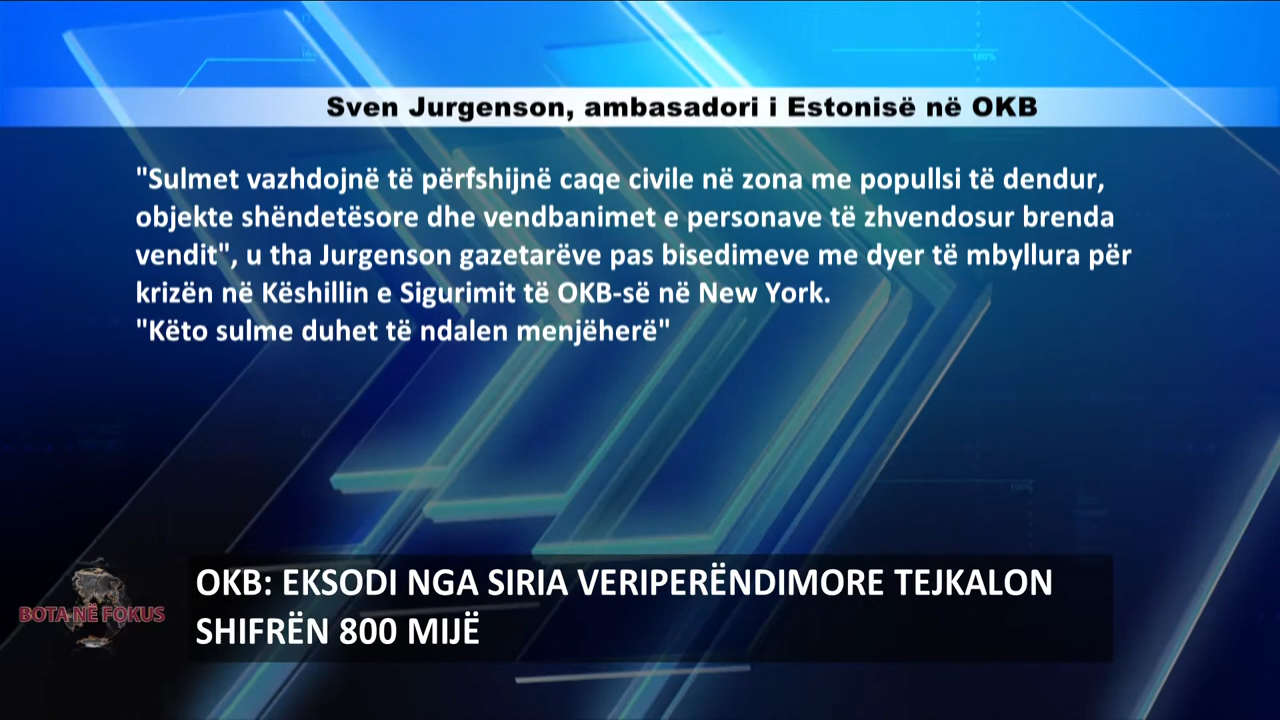 Sven Jurgenson, ambasadori i Estonisë në OKB
"Sulmet vazhdojnë të përfshijnë caqe civile në zona me popullsi të dendur,
objekte shëndetësore dhe vendbanimet e personave të zhvendosur brenda
vendit", u tha Jurgenson gazetarëve pas bisedimeve me dyer të mbyllura për
krizën në Këshillin e Sigurimit të OKB-së në New York.
"Këto sulme duhet të ndalen menjëherë"
OKB: EKSODI NGA SIRIA VERIPERËNDIMORE TEJKALON
SHIFRËN 800 MIJË
BOTA NË FOKUS
100%
100%